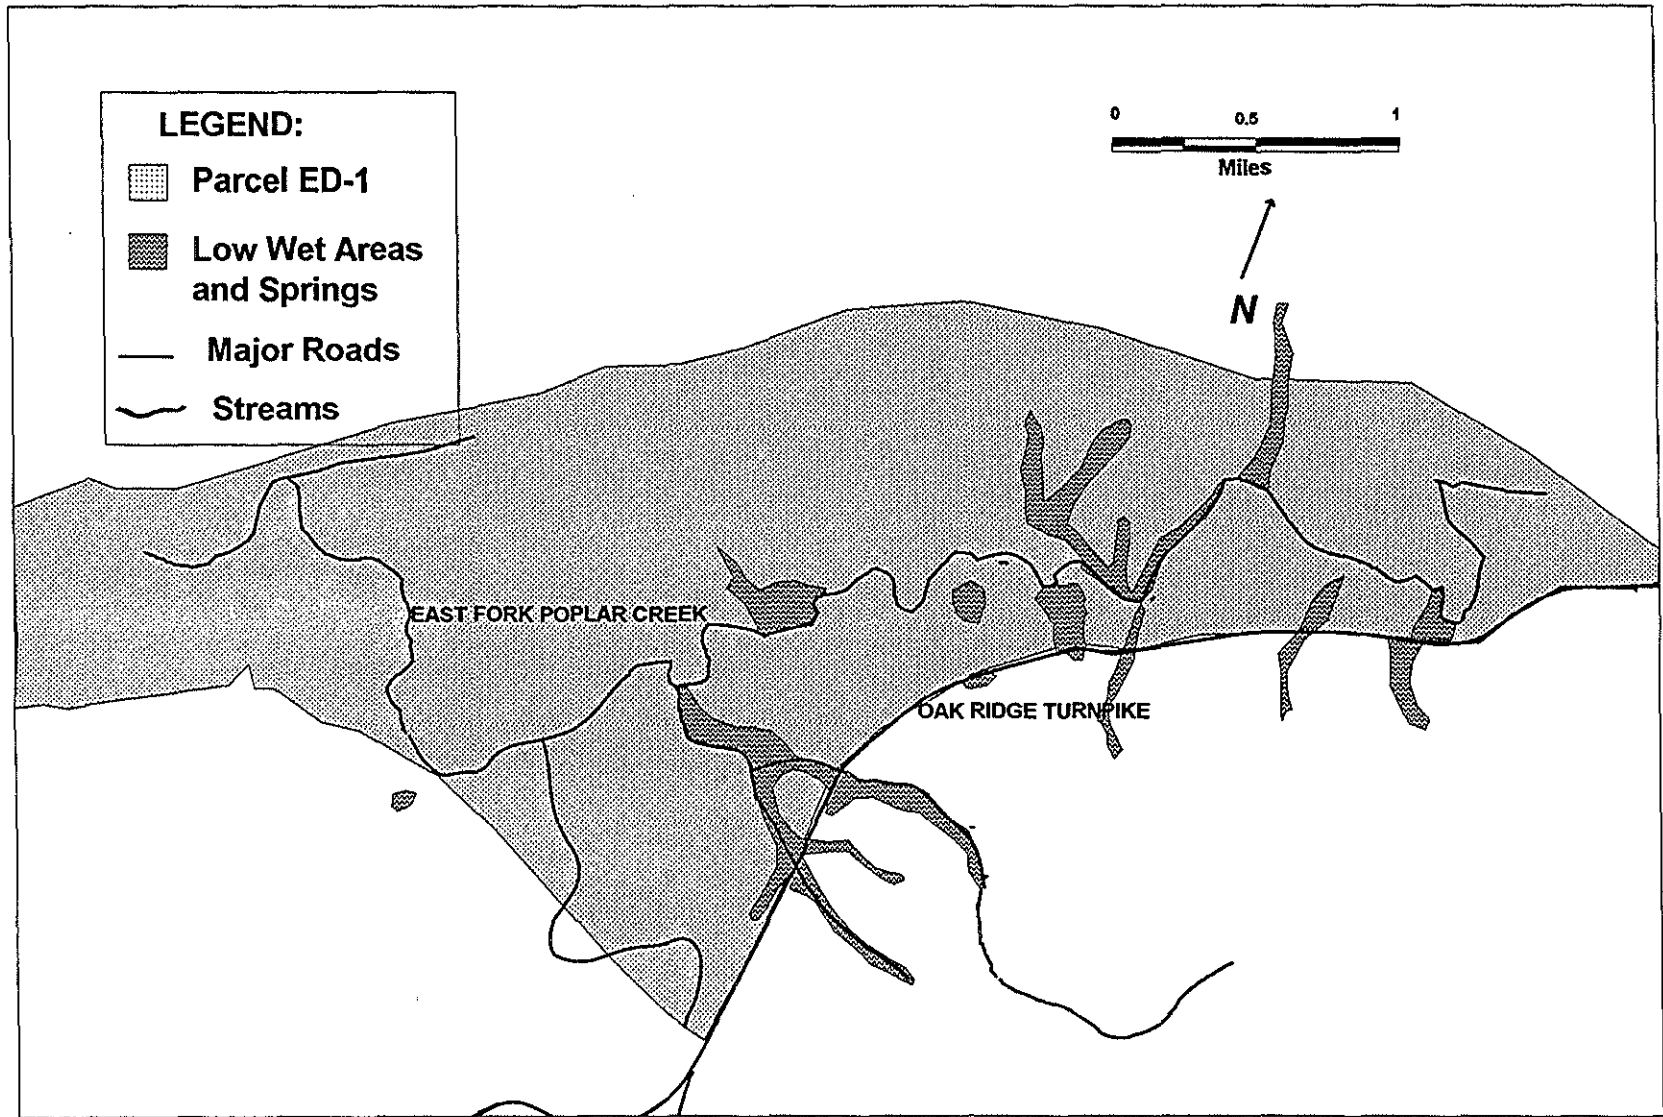 LEGEND:
Parcel ED-1
Low Wet Areas
and Springs
Major Roads
Streams
0 0.5 1
Miles
N
EAST FORK POPLAR CREEK
OAK RIDGE TURNPIKE